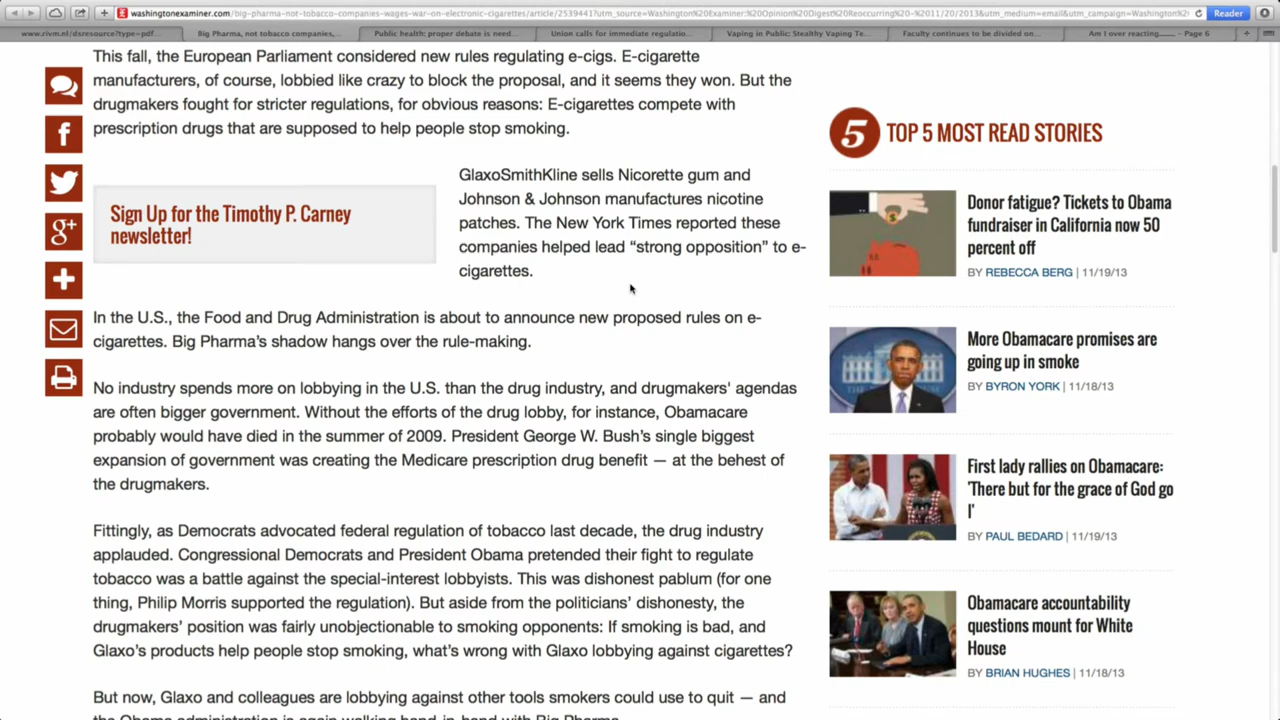 washingtonexaminer.com/big-pharma-not-tobacco-companies-wages-war-on-electronic-cigarettes/article/2539441?utm_source=Washington%20Examiner:%20Opinion%20Digest%20Reoccurring%20-%2011/20/2013&utm_medium=email&utm_campaign=Washington%
Reader
www.rivm.nl/dsresource?type=pdf...
Big Pharma, not tobacco companies,...
Public health: proper debate is need...
Union calls for immediate regulatio...
Vaping in Public: Stealthy Vaping Te...
Faculty continues to be divided on...
Am I over reacting...... – Page 6
This fall, the European Parliament considered new rules regulating e-cigs. E-cigarette
manufacturers, of course, lobbied like crazy to block the proposal, and it seems they won. But the
drugmakers fought for stricter regulations, for obvious reasons: E-cigarettes compete with
prescription drugs that are supposed to help people stop smoking.
Sign Up for the Timothy P. Carney
newsletter!
GlaxoSmithKline sells Nicorette gum and
Johnson & Johnson manufactures nicotine
patches. The New York Times reported these
companies helped lead “strong opposition” to e-
cigarettes.
In the U.S., the Food and Drug Administration is about to announce new proposed rules on e-
cigarettes. Big Pharma’s shadow hangs over the rule-making.
No industry spends more on lobbying in the U.S. than the drug industry, and drugmakers' agendas
are often bigger government. Without the efforts of the drug lobby, for instance, Obamacare
probably would have died in the summer of 2009. President George W. Bush’s single biggest
expansion of government was creating the Medicare prescription drug benefit — at the behest of
the drugmakers.
Fittingly, as Democrats advocated federal regulation of tobacco last decade, the drug industry
applauded. Congressional Democrats and President Obama pretended their fight to regulate
tobacco was a battle against the special-interest lobbyists. This was dishonest pablum (for one
thing, Philip Morris supported the regulation). But aside from the politicians’ dishonesty, the
drugmakers’ position was fairly unobjectionable to smoking opponents: If smoking is bad, and
Glaxo’s products help people stop smoking, what’s wrong with Glaxo lobbying against cigarettes?
But now, Glaxo and colleagues are lobbying against other tools smokers could use to quit — and
the Obama administration is again walking hand-in-hand with Big Pharma.
5 TOP 5 MOST READ STORIES
Donor fatigue? Tickets to Obama
fundraiser in California now 50
percent off
BY REBECCA BERG | 11/19/13
More Obamacare promises are
going up in smoke
BY BYRON YORK | 11/18/13
First lady rallies on Obamacare:
'There but for the grace of God go
I'
BY PAUL BEDARD | 11/19/13
Obamacare accountability
questions mount for White
House
BY BRIAN HUGHES | 11/18/13